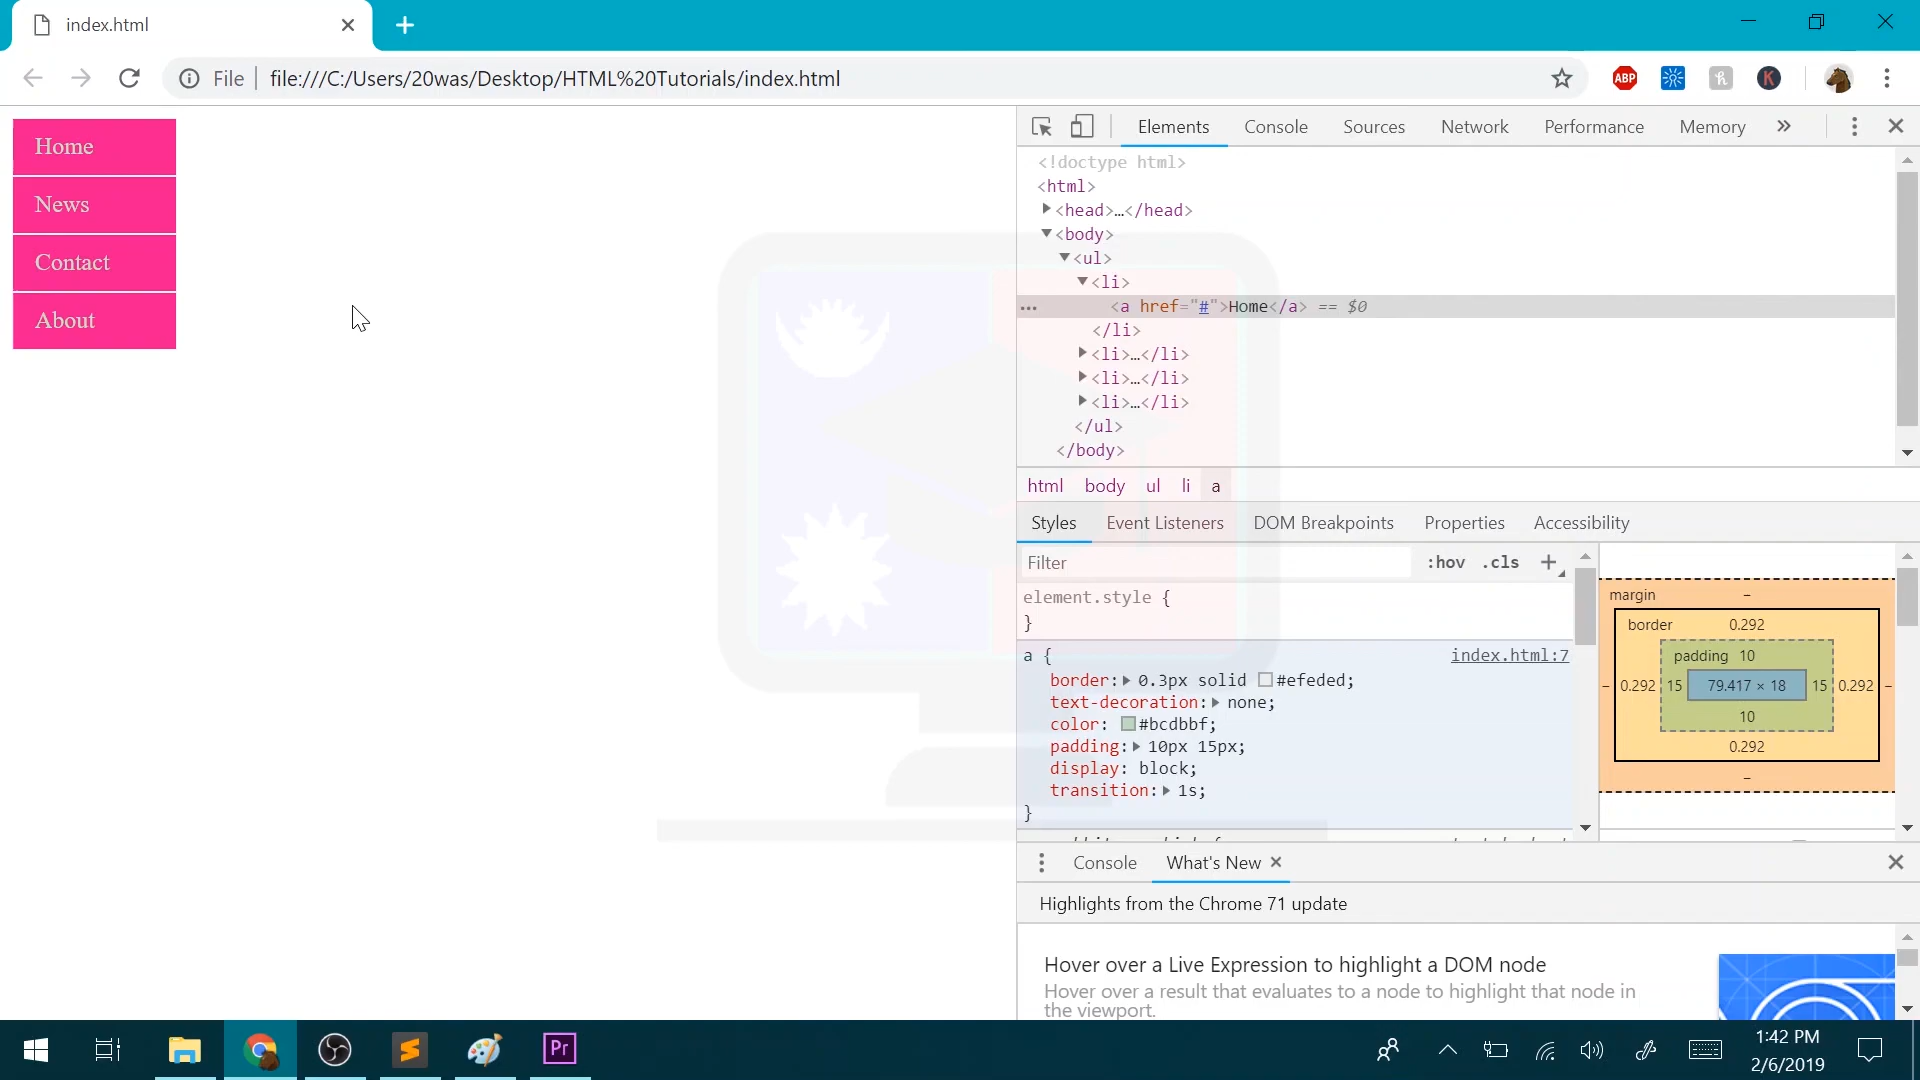 index.html
File
file:///C:/Users/20was/Desktop/HTML%20Tutorials/index.html
ABP
K
Home
News
Contact
About
Elements Console Sources Network Performance Memory »
<!doctype html>
<html>
<head>…</head>
<body>
<ul>
<li>
… <a href="#">Home</a> == $0
</li>
<li>…</li>
<li>…</li>
<li>…</li>
</ul>
</body>
html body ul li a
Styles Event Listeners DOM Breakpoints Properties Accessibility
Filter :hov .cls +
element.style {
}
a { index.html:7
border: 0.3px solid #efeded;
text-decoration: none;
color: #bcdbbf;
padding: 10px 15px;
display: block;
transition: 1s;
}
margin –
border 0.292
padding 10
– 0.292 15 79.417 × 18 15 0.292 –
10
0.292
–
Console What's New
Highlights from the Chrome 71 update
Hover over a Live Expression to highlight a DOM node
Hover over a result that evaluates to a node to highlight that node in
the viewport.
Pr
1:42 PM
2/6/2019